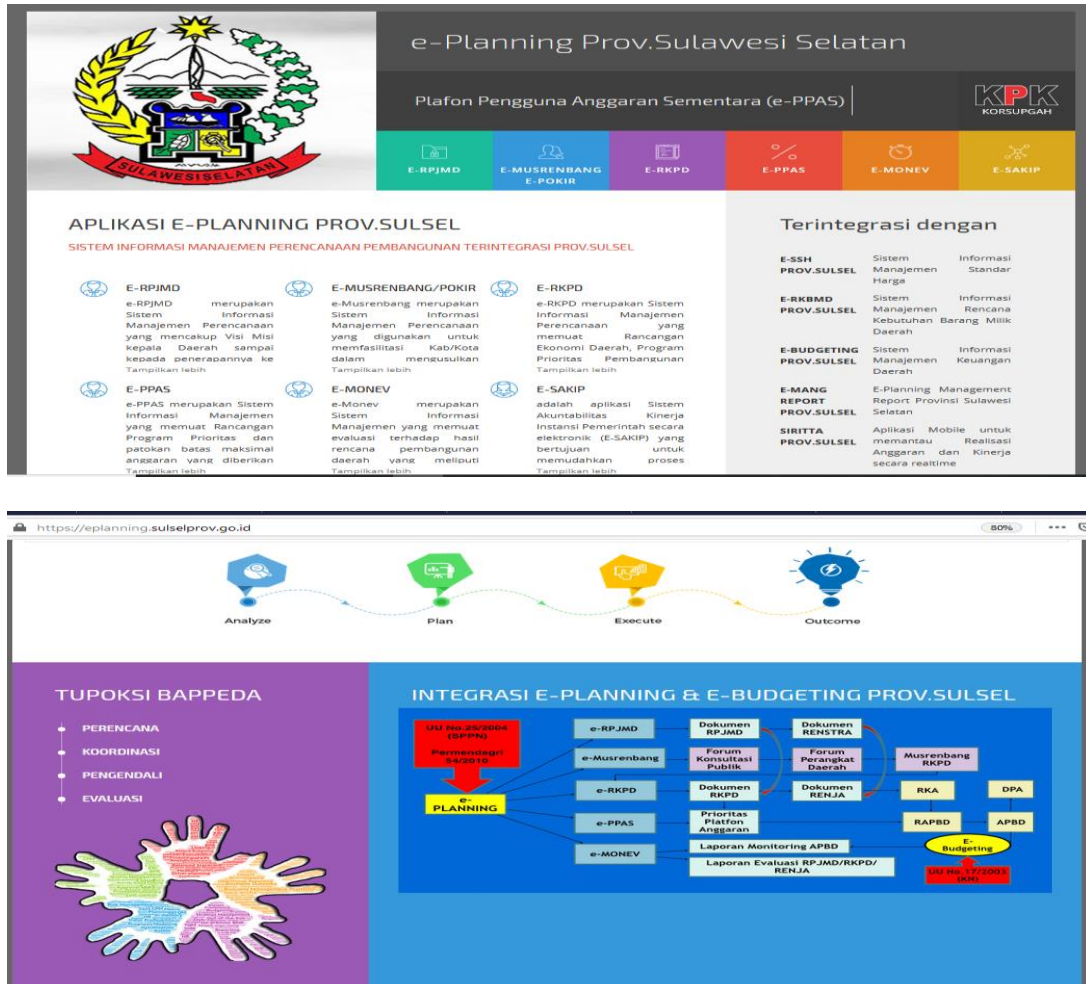 SULAWESI SELATAN
e-Planning Prov.Sulawesi Selatan
Plafon Pengguna Anggaran Sementara (e-PPAS)
KPK
KORSUPGAH
E-RPJMD
E-MUSRENBANG
E-POKIR
E-RKPD
E-PPAS
E-MONEV
E-SAKIP
APLIKASI E-PLANNING PROV.SULSEL
SISTEM INFORMASI MANAJEMEN PERENCANAAN PEMBANGUNAN TERINTEGRASI PROV.SULSEL
E-RPJMD
e-RPJMD merupakan
Sistem Informasi
Manajemen Perencanaan
yang mencakup Visi Misi
kepala Daerah sampai
kepada penerapannya ke
Tampilkan lebih
E-MUSRENBANG/POKIR
e-Musrenbang merupakan
Sistem Informasi
Manajemen Perencanaan
yang digunakan untuk
memfasilitasi Kab/Kota
dalam mengusulkan
Tampilkan lebih
E-RKPD
e-RKPD merupakan Sistem
Informasi Manajemen
Perencanaan yang
memuat Rancangan
Ekonomi Daerah, Program
Prioritas Pembangunan
Tampilkan lebih
E-PPAS
e-PPAS merupakan Sistem
Informasi Manajemen
yang memuat Rancangan
Program Prioritas dan
patokan batas maksimal
anggaran yang diberikan
Tampilkan lebih
E-MONEV
e-Monev merupakan
Sistem Informasi
Manajemen yang memuat
evaluasi terhadap hasil
rencana pembangunan
daerah yang meliputi
Tampilkan lebih
E-SAKIP
adalah aplikasi Sistem
Akuntabilitas Kinerja
Instansi Pemerintah secara
elektronik (E-SAKIP) yang
bertujuan untuk
memudahkan proses
Tampilkan lebih
Terintegrasi dengan
E-SSH
PROV.SULSEL
Sistem Informasi
Manajemen Standar
Harga
E-RKBMD
PROV.SULSEL
Sistem Informasi
Manajemen Rencana
Kebutuhan Barang Milik
Daerah
E-BUDGETING
PROV.SULSEL
Sistem Informasi
Manajemen Keuangan
Daerah
E-MANG
REPORT
PROV.SULSEL
E-Planning Management
Report Provinsi Sulawesi
Selatan
SIRITTA
PROV.SULSEL
Aplikasi Mobile untuk
memantau Realisasi
Anggaran dan Kinerja
secara realtime
https://eplanning.sulselprov.go.id
80%
Analyze
Plan
Execute
Outcome
TUPOKSI BAPPEDA
PERENCANA
KOORDINASI
PENGENDALI
EVALUASI
INTEGRASI E-PLANNING & E-BUDGETING PROV.SULSEL
UU No.25/2004
(SPPN)
Permendagri
54/2010
e-
PLANNING
e-RPJMD
Dokumen
RPJMD
Dokumen
RENSTRA
e-Musrenbang
Forum
Konsultasi
Publik
Forum
Perangkat
Daerah
Musrenbang
RKPD
e-RKPD
Dokumen
RKPD
Dokumen
RENJA
RKA
DPA
e-PPAS
Prioritas
Platfon
Anggaran
RAPBD
APBD
e-MONEV
Laporan Monitoring APBD
Laporan Evaluasi RPJMD/RKPD/
RENJA
E-
Budgeting
UU No.17/2003
(KN)